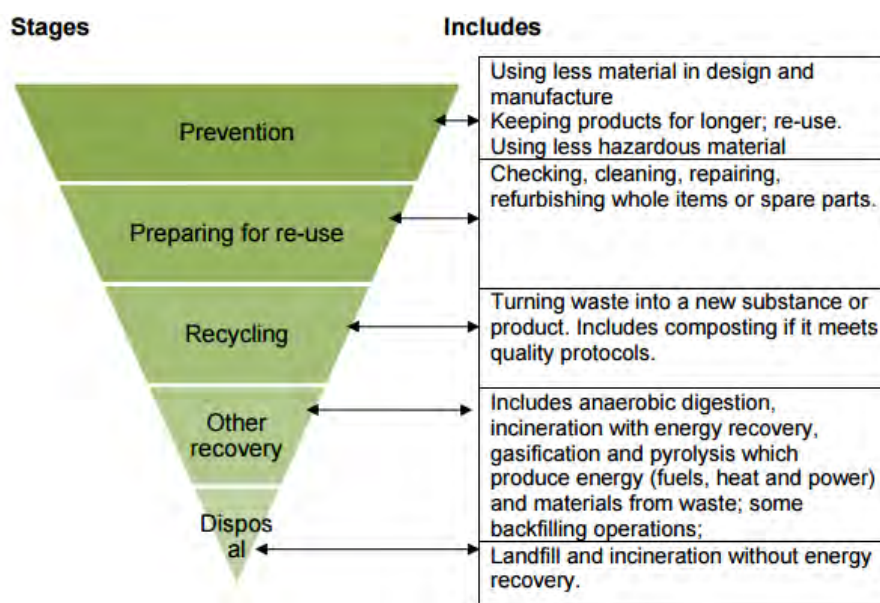 Stages
Includes
Prevention
Using less material in design and
manufacture
Keeping products for longer; re-use.
Using less hazardous material
Preparing for re-use
Checking, cleaning, repairing,
refurbishing whole items or spare parts.
Recycling
Turning waste into a new substance or
product. Includes composting if it meets
quality protocols.
Other
recovery
Includes anaerobic digestion,
incineration with energy recovery,
gasification and pyrolysis which
produce energy (fuels, heat and power)
and materials from waste; some
backfilling operations;
Dispos
al
Landfill and incineration without energy
recovery.